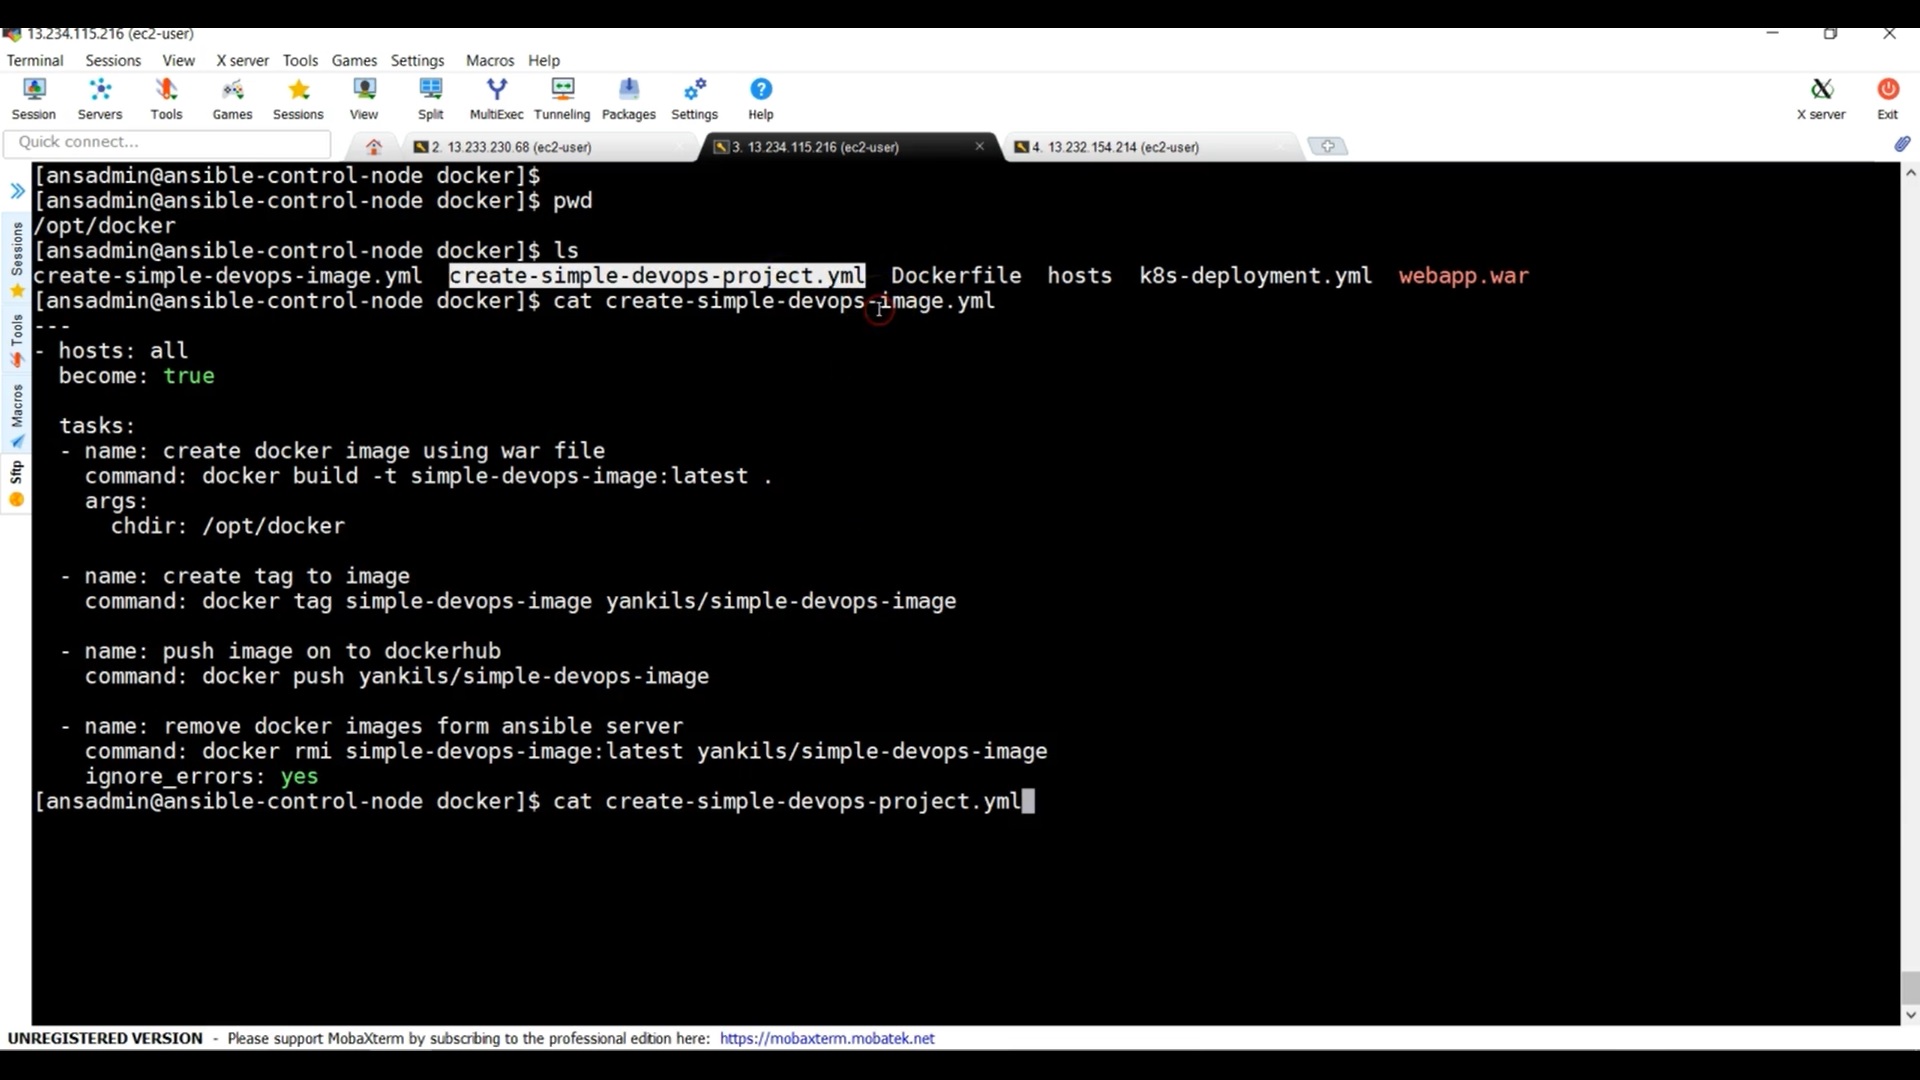 13.234.115.216 (ec2-user)
Terminal Sessions View X server Tools Games Settings Macros Help
Session Servers Tools Games Sessions View Split MultiExec Tunneling Packages Settings Help X server Exit
Quick connect... 2. 13.233.230.68 (ec2-user) 3. 13.234.115.216 (ec2-user) 4. 13.232.154.214 (ec2-user)
Sessions
Tools
Macros
Sftp
[ansadmin@ansible-control-node docker]$
[ansadmin@ansible-control-node docker]$ pwd
/opt/docker
[ansadmin@ansible-control-node docker]$ ls
create-simple-devops-image.yml create-simple-devops-project.yml Dockerfile hosts k8s-deployment.yml webapp.war
[ansadmin@ansible-control-node docker]$ cat create-simple-devops-image.yml
---
- hosts: all
  become: true
  tasks:
  - name: create docker image using war file
    command: docker build -t simple-devops-image:latest .
    args:
      chdir: /opt/docker
  - name: create tag to image
    command: docker tag simple-devops-image yankils/simple-devops-image
  - name: push image on to dockerhub
    command: docker push yankils/simple-devops-image
  - name: remove docker images form ansible server
    command: docker rmi simple-devops-image:latest yankils/simple-devops-image
    ignore_errors: yes
[ansadmin@ansible-control-node docker]$ cat create-simple-devops-project.yml
UNREGISTERED VERSION - Please support MobaXterm by subscribing to the professional edition here: https://mobaxterm.mobatek.net